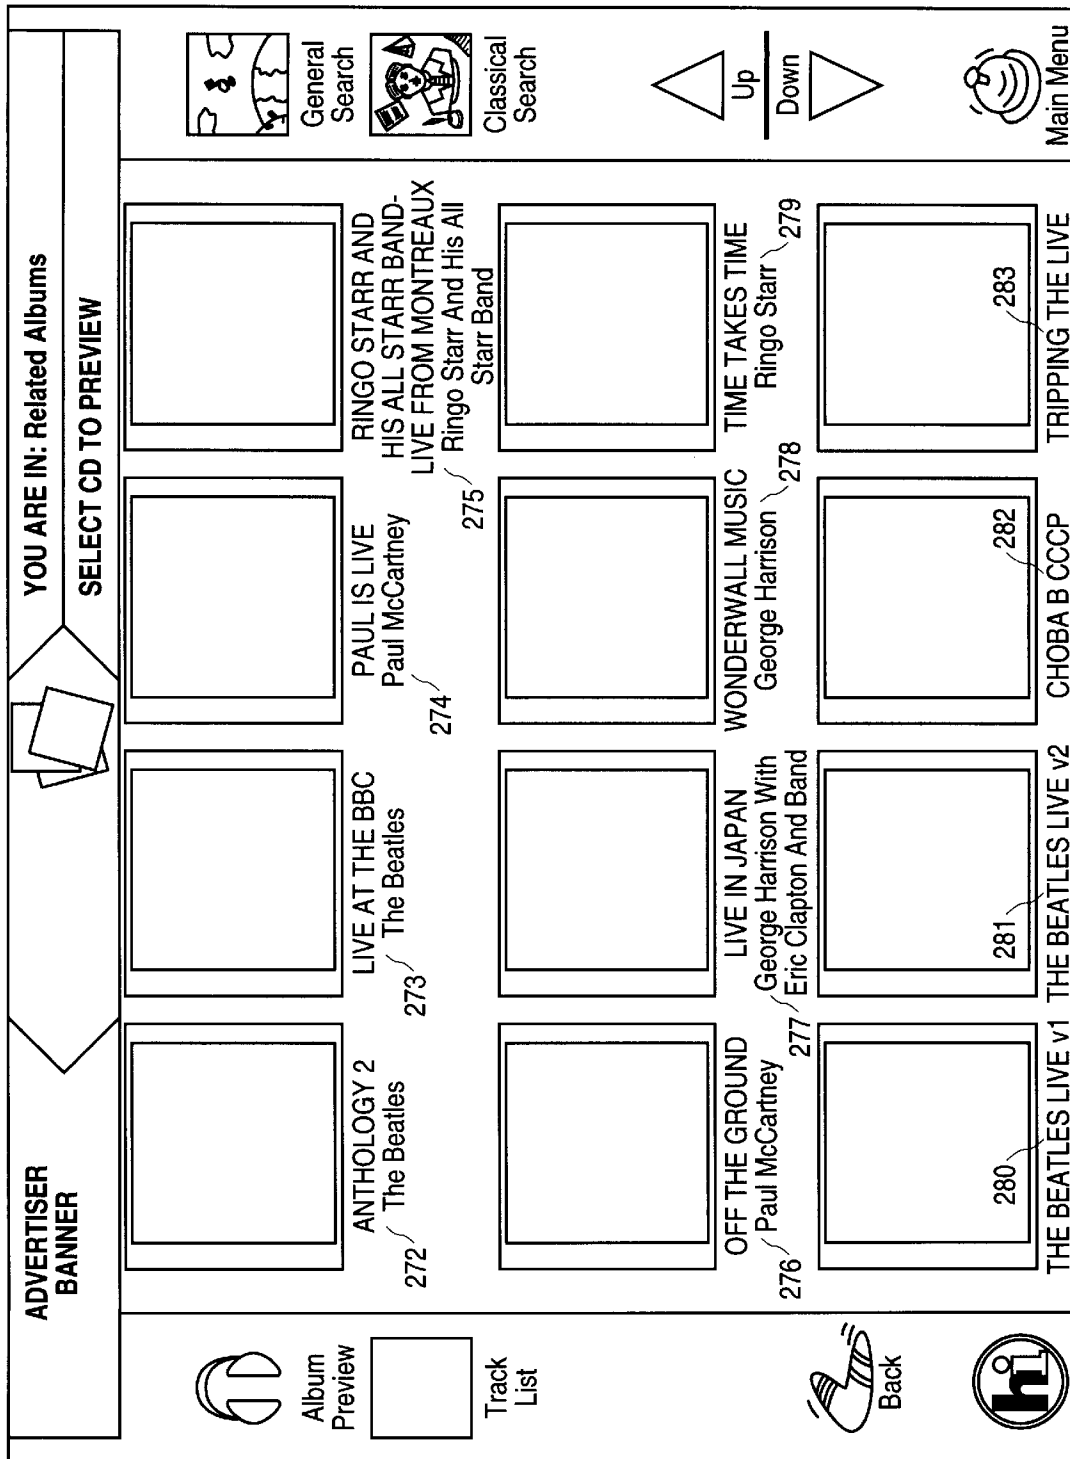 ADVERTISER
BANNER
YOU ARE IN: Related Albums
SELECT CD TO PREVIEW
Album
Preview
Track
List
Back
hi
ANTHOLOGY 2
The Beatles
272
LIVE AT THE BBC
The Beatles
273
PAUL IS LIVE
Paul McCartney
274
RINGO STARR AND
HIS ALL STARR BAND-
LIVE FROM MONTREAUX
Ringo Starr And His All
Starr Band
275
OFF THE GROUND
Paul McCartney
276
LIVE IN JAPAN
George Harrison With
Eric Clapton And Band
277
WONDERWALL MUSIC
George Harrison
278
TIME TAKES TIME
Ringo Starr
279
280
THE BEATLES LIVE v1
281
THE BEATLES LIVE v2
282
CHOBA B CCCP
283
TRIPPING THE LIVE
General
Search
Classical
Search
Up
Down
Main Menu